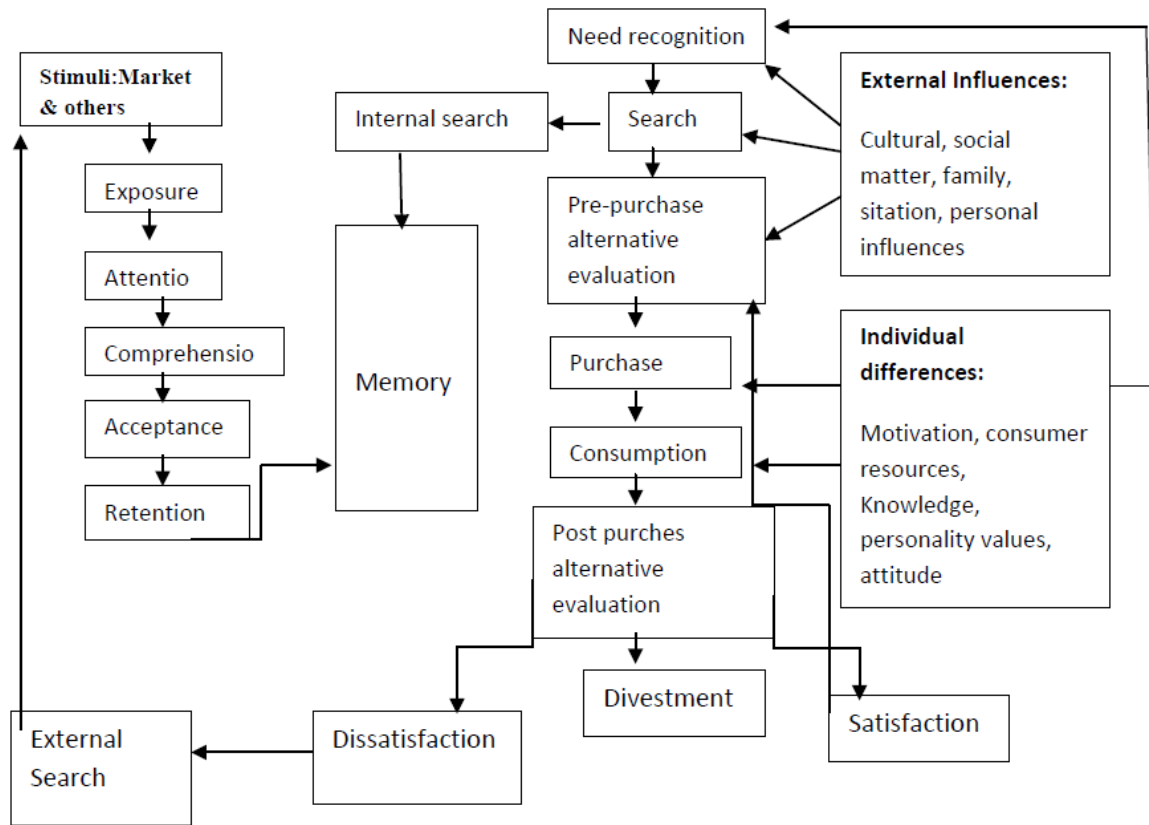 Need recognition
Stimuli:Market
& others
External Influences:
Internal search
Search
Cultural, social
matter, family,
sitation, personal
influences
Exposure
Pre-purchase
alternative
evaluation
Attentio
Comprehensio
Memory
Purchase
Individual
differences:
Acceptance
Consumption
Motivation, consumer
resources,
Knowledge,
personality values,
attitude
Retention
Post purches
alternative
evaluation
Divestment
Satisfaction
Dissatisfaction
External
Search